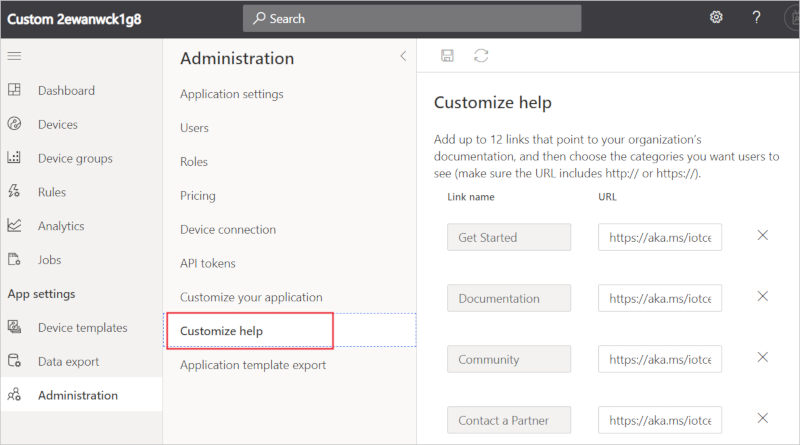 Custom 2ewanwck1g8
Search
?
Dashboard
Devices
Device groups
Rules
Analytics
Jobs
App settings
Device templates
Data export
Administration
Administration
Application settings
Users
Roles
Pricing
Device connection
API tokens
Customize your application
Customize help
Application template export
Customize help
Add up to 12 links that point to your organization's
documentation, and then choose the categories you want users to
see (make sure the URL includes http:// or https://).
Link name URL
Get Started https://aka.ms/iotce
Documentation https://aka.ms/iotce
Community https://aka.ms/iotce
Contact a Partner https://aka.ms/iotce